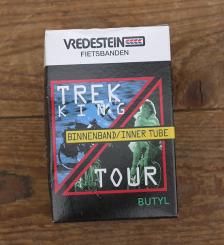 VREDESTEIN
FIETSBANDEN
TREK
KING
BINNENBAND/INNER TUBE
TOUR
BUTYL